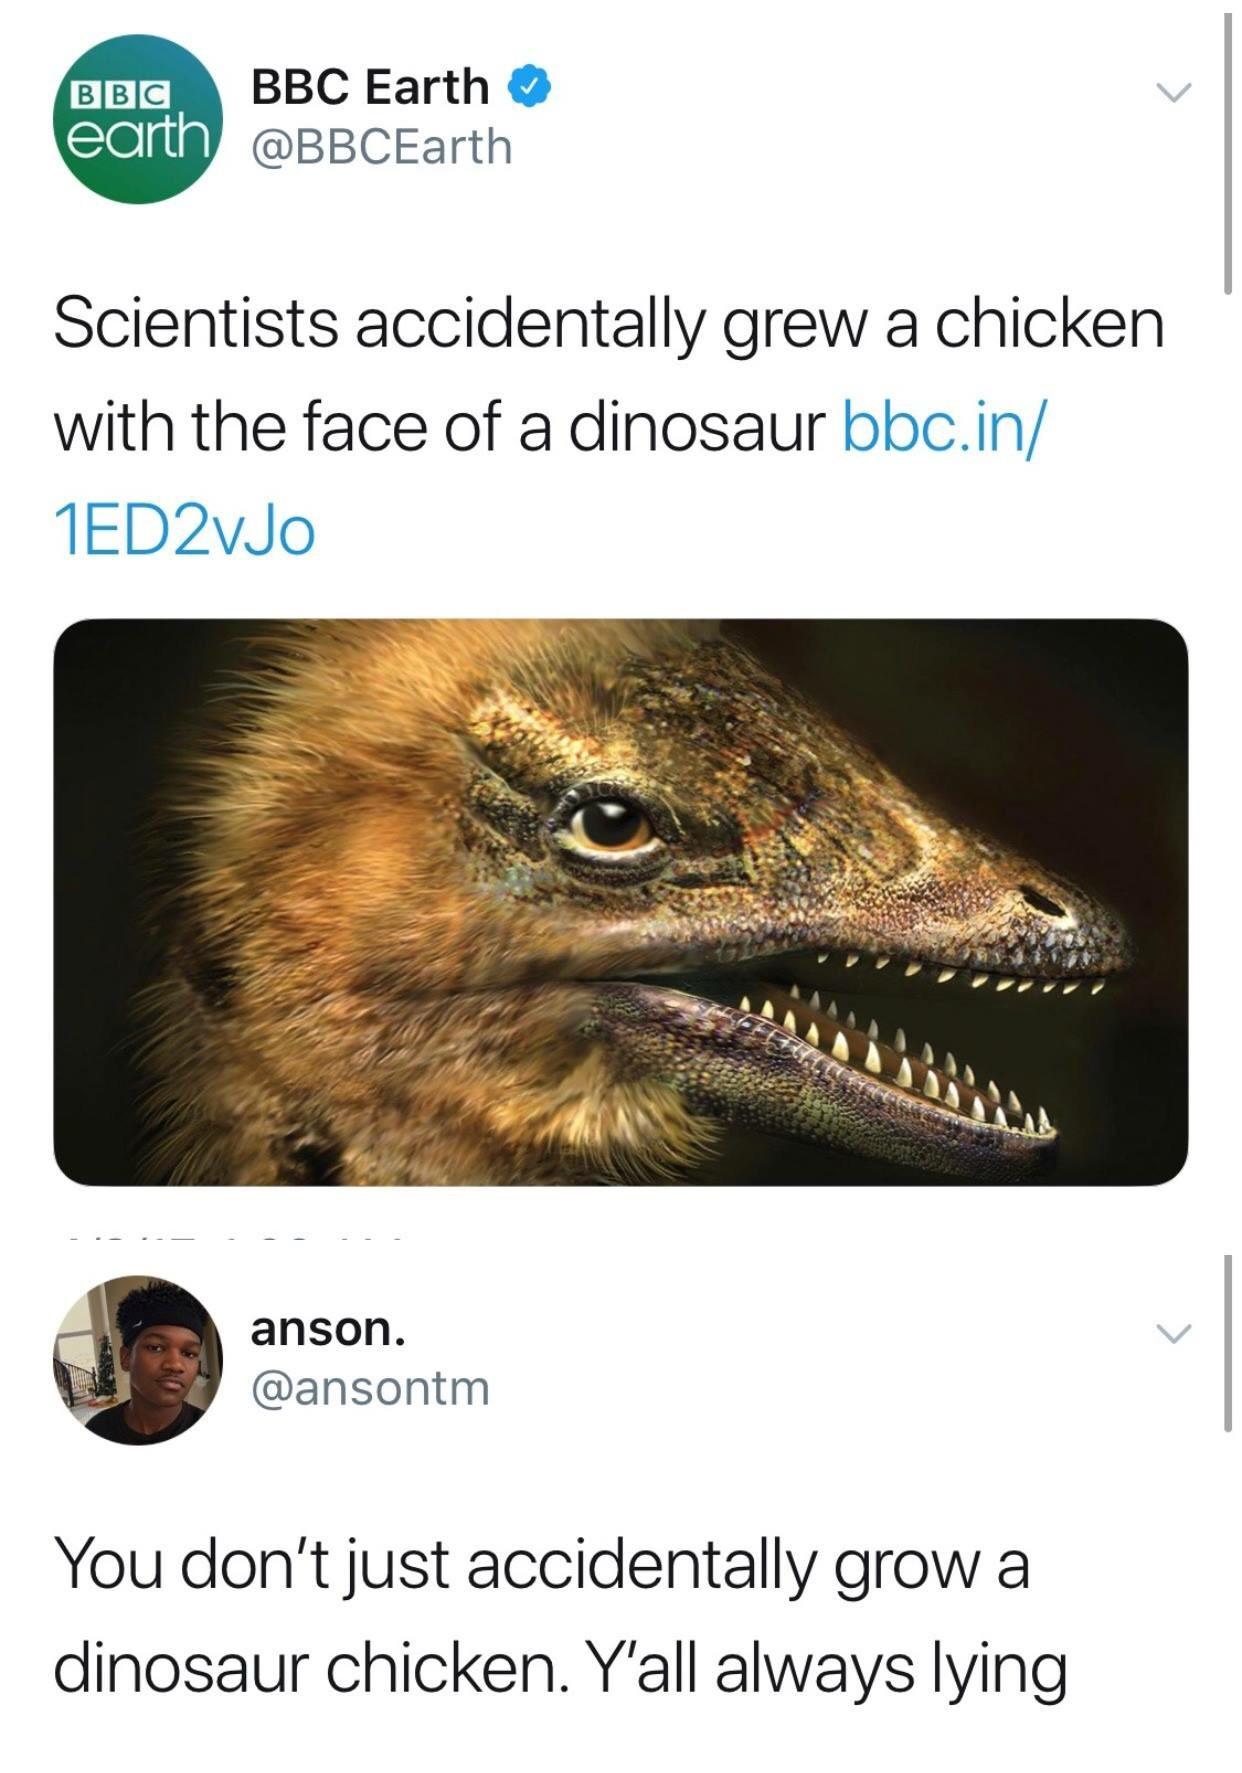 BBC
earth
BBC Earth
@BBCEarth
Scientists accidentally grew a chicken
with the face of a dinosaur bbc.in/
1ED2vJo
anson.
@ansontm
You don't just accidentally grow a
dinosaur chicken. Y'all always lying